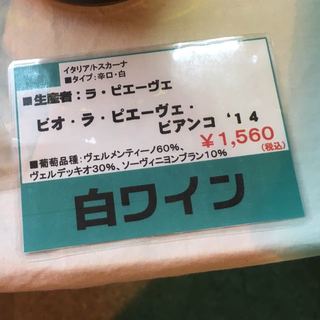 イタリア/トスカーナ
■タイプ:辛口・白
■生産者:ラ・ピエーヴェ
ビオ・ラ・ピエーヴェ・
ビアンコ '14
¥1,560
(税込)
■葡萄品種:ヴェルメンティーノ60%、
ヴェルデッキオ30%、ソーヴィニヨンブラン10%
白ワイン